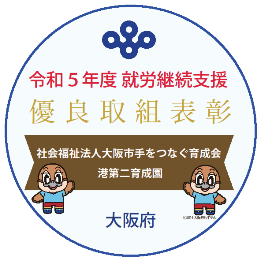 令和５年度 就労継続支援
優良取組表彰
社会福祉法人大阪市手をつなぐ育成会
港第二育成園
大阪府